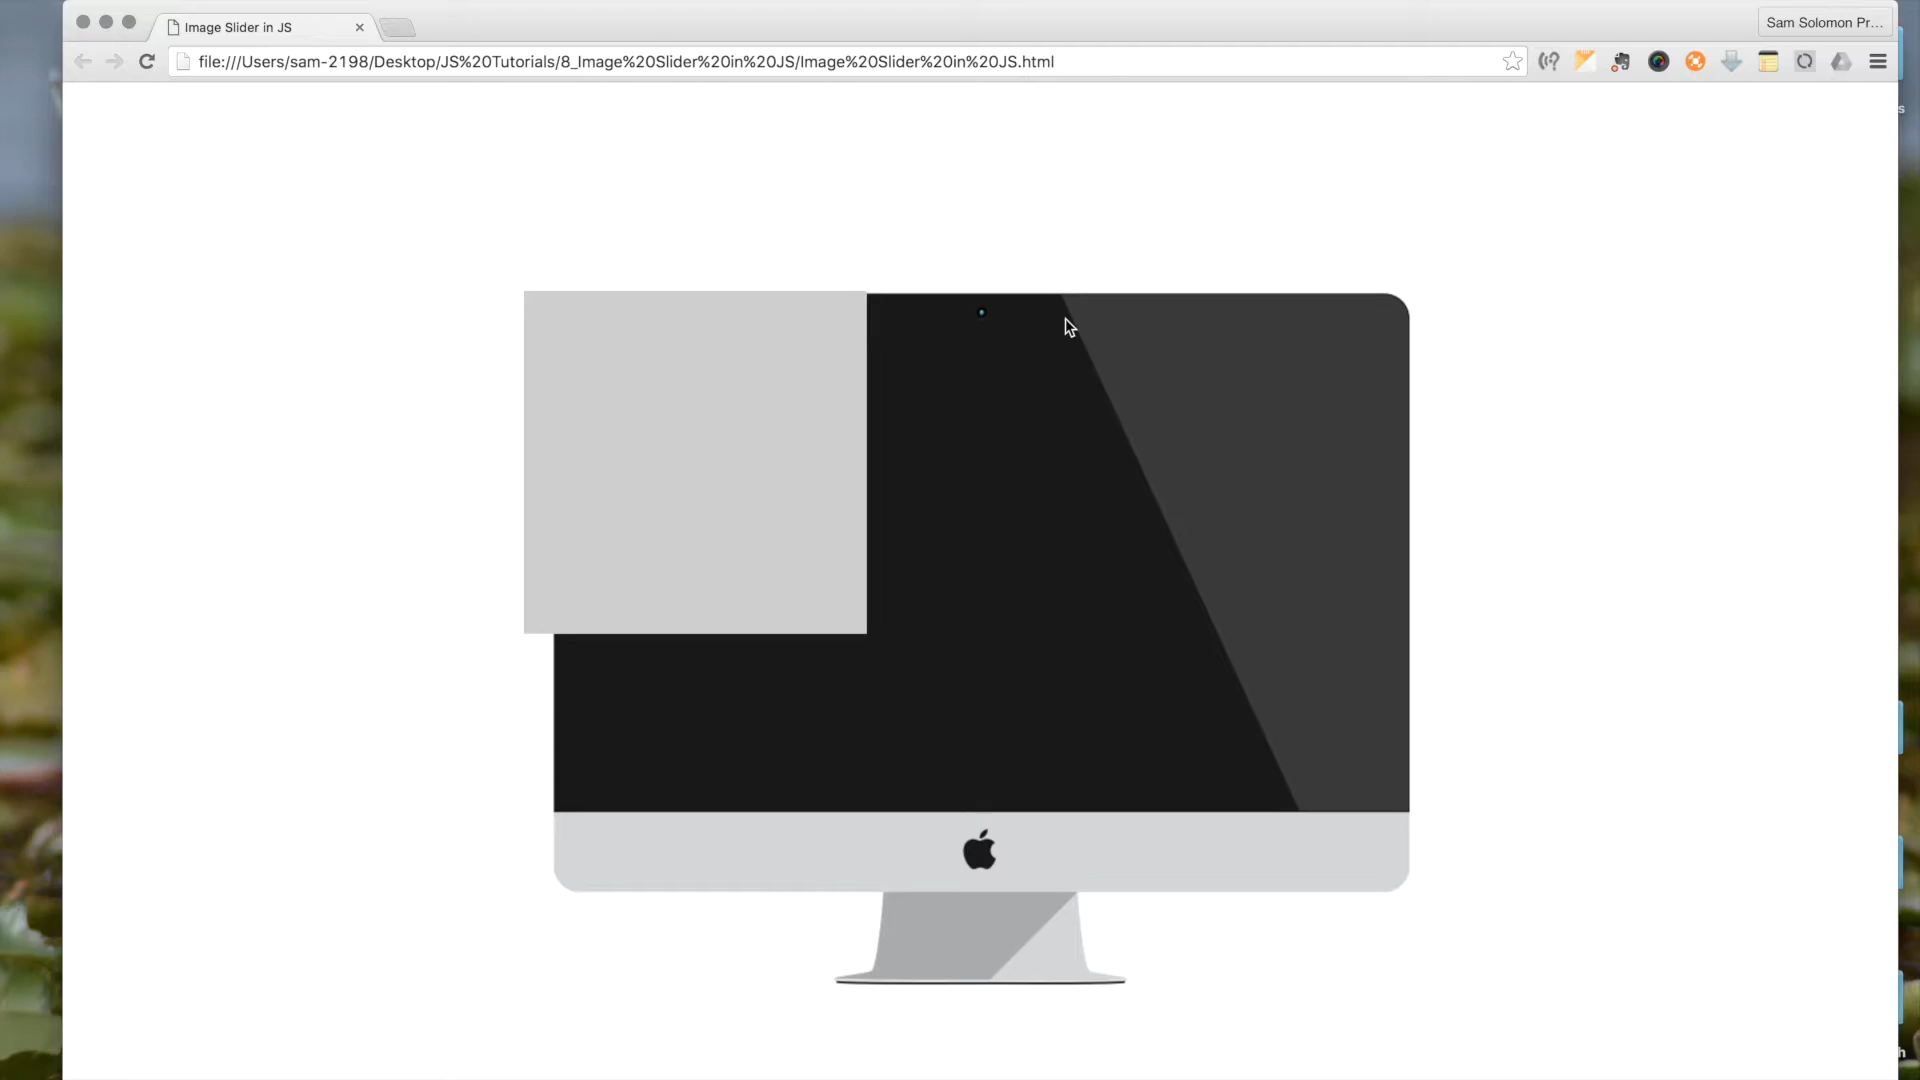 Image Slider in JS
Sam Solomon Pr...
file:///Users/sam-2198/Desktop/JS%20Tutorials/8_Image%20Slider%20in%20JS/Image%20Slider%20in%20JS.html
s
h